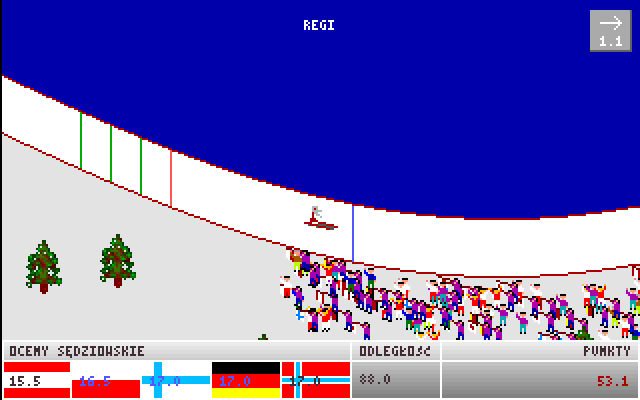 REGI
1.1
OCENY SĘDZIOWSKIE
ODLEGŁOŚĆ
PUNKTY
15.5 16.5 17.0 17.0 17.0
88.0
53.1